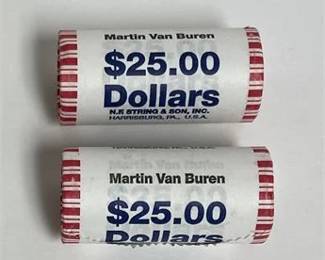 Martin Van Buren
$25.00
Dollars
N.F. STRING & SON, INC.
HARRISBURG, PA., U.S.A.
Martin Van Buren
$25.00
Dollars